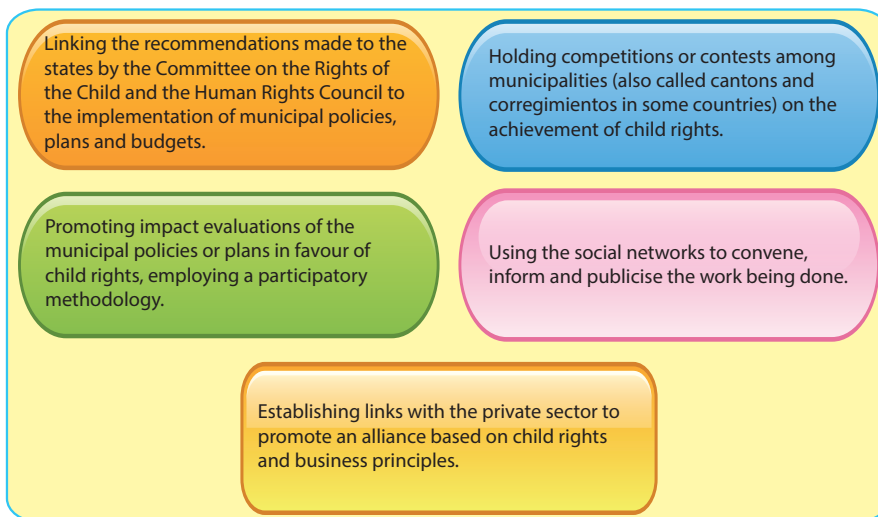 Linking the recommendations made to the
states by the Committee on the Rights of
the Child and the Human Rights Council to
the implementation of municipal policies,
plans and budgets.
Holding competitions or contests among
municipalities (also called cantons and
corregimientos in some countries) on the
achievement of child rights.
Promoting impact evaluations of the
municipal policies or plans in favour of
child rights, employing a participatory
methodology.
Using the social networks to convene,
inform and publicise the work being done.
Establishing links with the private sector to
promote an alliance based on child rights
and business principles.